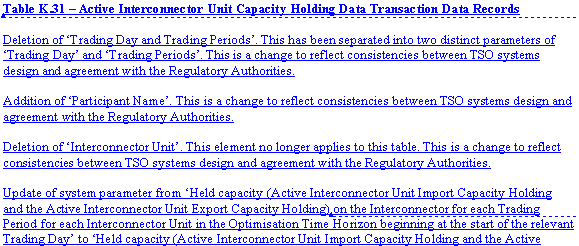 Table K.31 – Active Interconnector Unit Capacity Holding Data Transaction Data Records
Deletion of ‘Trading Day and Trading Periods’. This has been separated into two distinct parameters of
‘Trading Day’ and ‘Trading Periods’. This is a change to reflect consistencies between TSO systems
design and agreement with the Regulatory Authorities.
Addition of ‘Participant Name’. This is a change to reflect consistencies between TSO systems design and
agreement with the Regulatory Authorities.
Deletion of ‘Interconnector Unit’. This element no longer applies to this table. This is a change to reflect
consistencies between TSO systems design and agreement with the Regulatory Authorities.
Update of system parameter from ‘Held capacity (Active Interconnector Unit Import Capacity Holding
and the Active Interconnector Unit Export Capacity Holding) on the Interconnector for each Trading
Period for each Interconnector Unit in the Optimisation Time Horizon beginning at the start of the relevant
Trading Day’ to ‘Held capacity (Active Interconnector Unit Import Capacity Holding and the Active